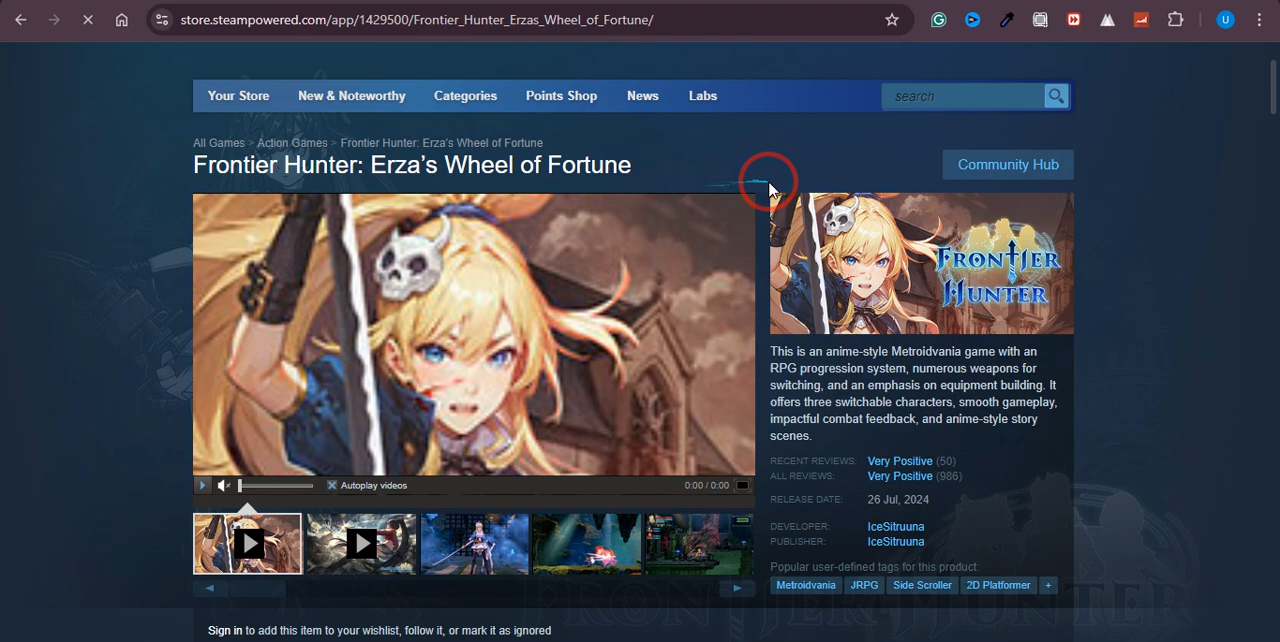 store.steampowered.com/app/1429500/Frontier_Hunter_Erzas_Wheel_of_Fortune/
U
Your Store New & Noteworthy Categories Points Shop News Labs search
All Games > Action Games > Frontier Hunter: Erza's Wheel of Fortune
Frontier Hunter: Erza's Wheel of Fortune
Community Hub
FRONTIER
HUNTER
This is an anime-style Metroidvania game with an
RPG progression system, numerous weapons for
switching, and an emphasis on equipment building. It
offers three switchable characters, smooth gameplay,
impactful combat feedback, and anime-style story
scenes.
RECENT REVIEWS: Very Positive (50)
ALL REVIEWS: Very Positive (986)
RELEASE DATE: 26 Jul, 2024
DEVELOPER: IceSitruuna
PUBLISHER: IceSitruuna
Popular user-defined tags for this product:
Metroidvania JRPG Side Scroller 2D Platformer +
Autoplay videos 0:00 / 0:00
Sign in to add this item to your wishlist, follow it, or mark it as ignored
FRONTIER HUNTER